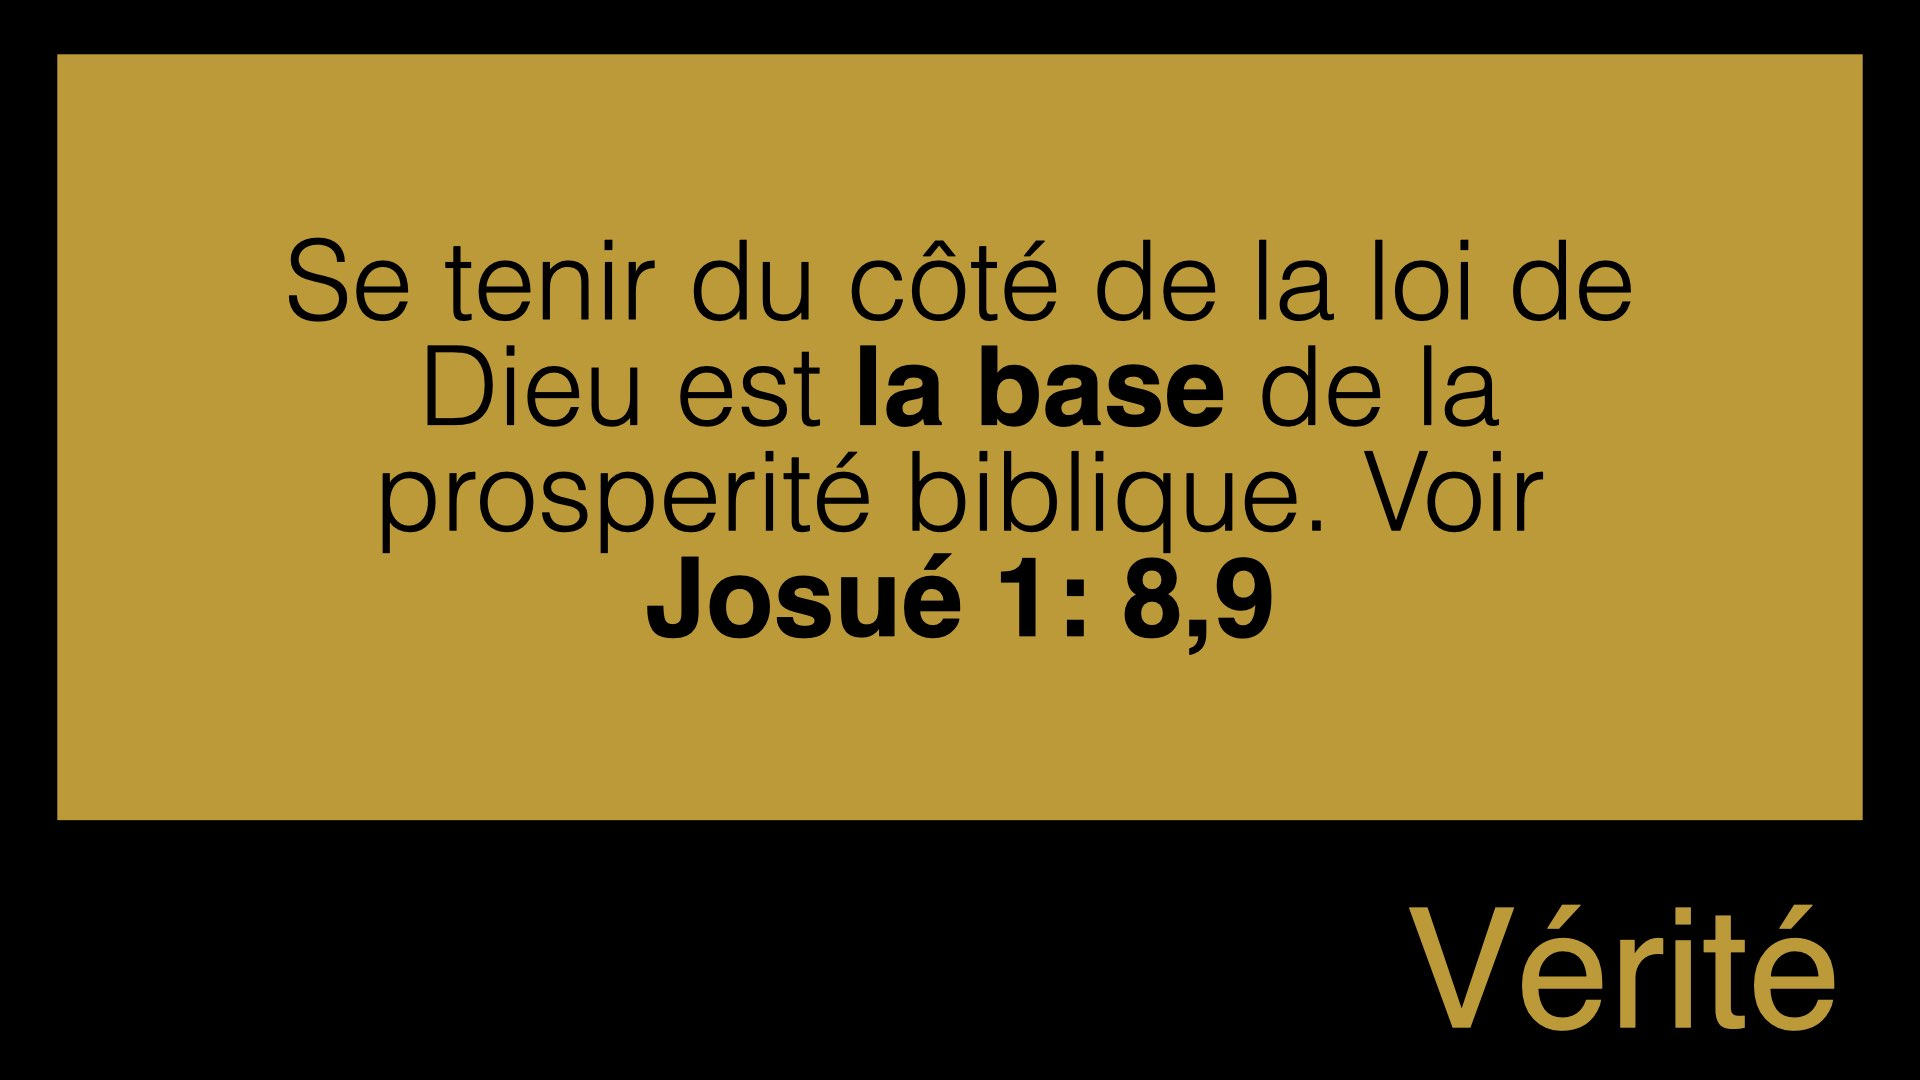 Se tenir du côté de la loi de
Dieu est la base de la
prosperité biblique. Voir
Josué 1: 8,9
Vérité